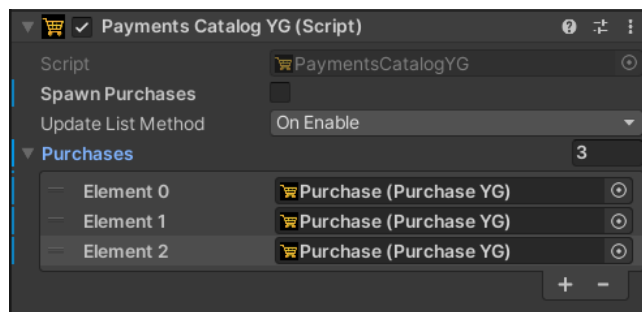 Payments Catalog YG (Script)
Script PaymentsCatalogYG
Spawn Purchases
Update List Method On Enable
Purchases 3
Element 0 Purchase (Purchase YG)
Element 1 Purchase (Purchase YG)
Element 2 Purchase (Purchase YG)
+ -